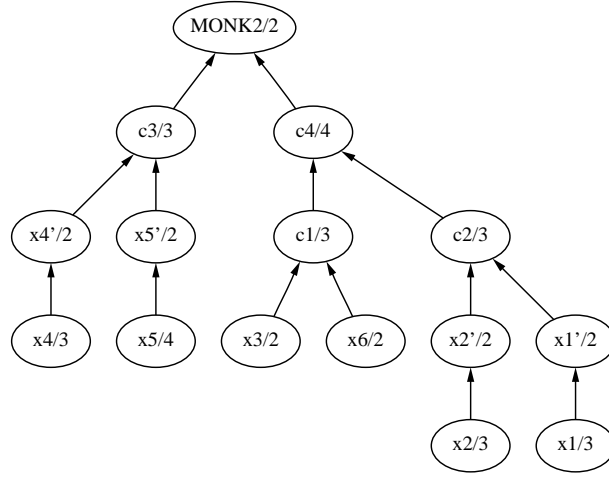 MONK2/2
c3/3
c4/4
x4'/2
x5'/2
c1/3
c2/3
x4/3
x5/4
x3/2
x6/2
x2'/2
x1'/2
x2/3
x1/3